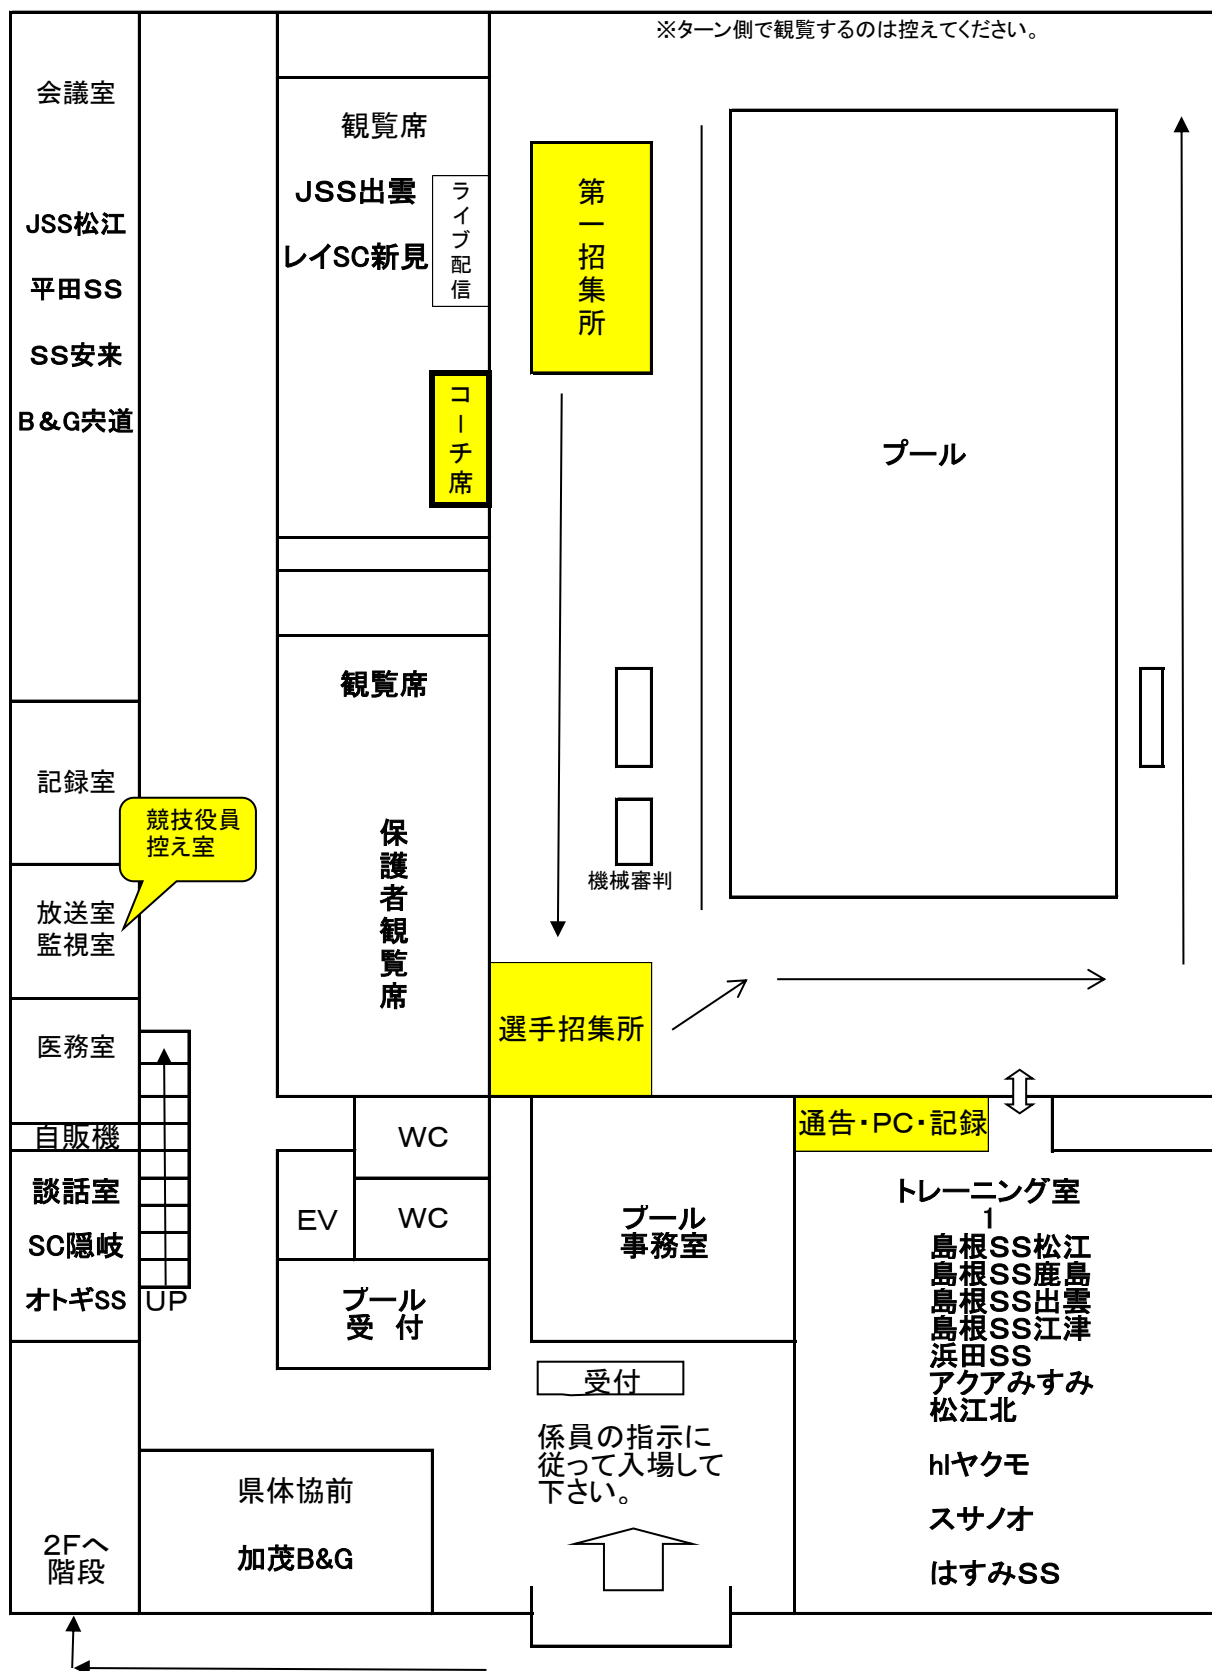 ※ターン側で観覧するのは控えてください。
会議室
JSS松江
平田SS
SS安来
B&G宍道
観覧席
JSS出雲
レイSC新見
ライブ配信
コーチ席
第一招集所
プール
観覧席
保護者観覧席
記録室
競技役員
控え室
放送室
監視室
機械審判
選手招集所
医務室
自販機
談話室
SC隠岐
オトギSS
UP
WC
EV
WC
プール
受 付
プール
事務室
通告・PC・記録
トレーニング室
1
島根SS松江
島根SS鹿島
島根SS出雲
島根SS江津
浜田SS
アクアみすみ
松江北
hlヤクモ
スサノオ
はすみSS
受付
係員の指示に
従って入場して
下さい。
県体協前
加茂B&G
2Fへ
階段